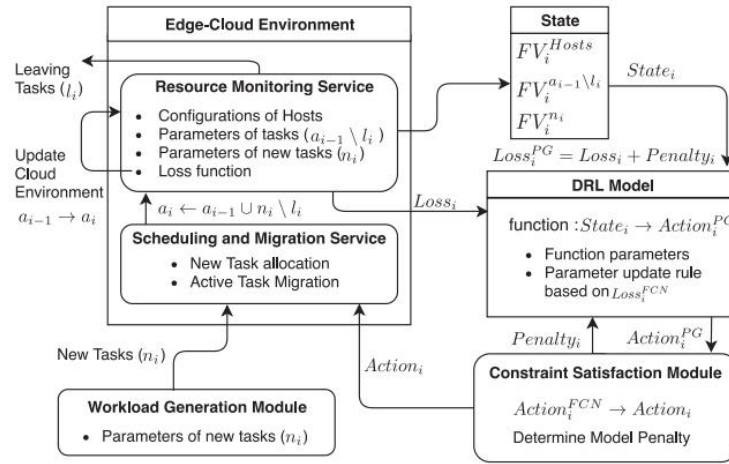 Edge-Cloud Environment
State
Leaving
Tasks (l_i)
Resource Monitoring Service
• Configurations of Hosts
• Parameters of tasks (a_{i-1} \ l_i)
• Parameters of new tasks (n_i)
• Loss function
FV_i^{Hosts}
FV_i^{a_{i-1}\l_i}
FV_i^{n_i}
State_i
Update
Cloud
Environment
a_{i-1} → a_i
a_i ← a_{i-1} ∪ n_i \ l_i
Loss_i
Loss_i^{PG} = Loss_i + Penalty_i
DRL Model
function : State_i → Action_i^{PG}
• Function parameters
• Parameter update rule
based on Loss_i^{FCN}
Scheduling and Migration Service
• New Task allocation
• Active Task Migration
New Tasks (n_i)
Action_i
Penalty_i
Action_i^{PG}
Workload Generation Module
• Parameters of new tasks (n_i)
Constraint Satisfaction Module
Action_i^{FCN} → Action_i
Determine Model Penalty